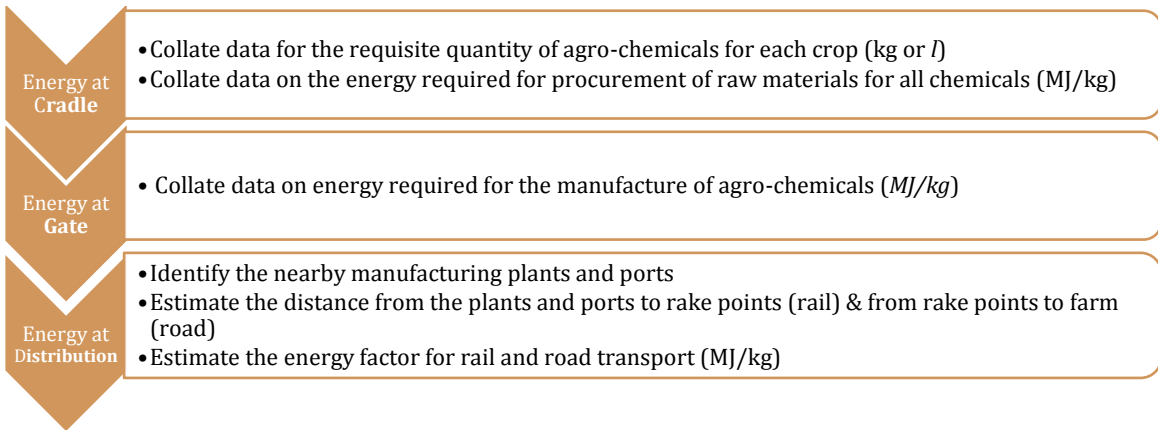 Energy at
Cradle
•Collate data for the requisite quantity of agro-chemicals for each crop (kg or l)
•Collate data on the energy required for procurement of raw materials for all chemicals (MJ/kg)
Energy at
Gate
• Collate data on energy required for the manufacture of agro-chemicals (MJ/kg)
Energy at
Distribution
•Identify the nearby manufacturing plants and ports
•Estimate the distance from the plants and ports to rake points (rail) & from rake points to farm
(road)
•Estimate the energy factor for rail and road transport (MJ/kg)